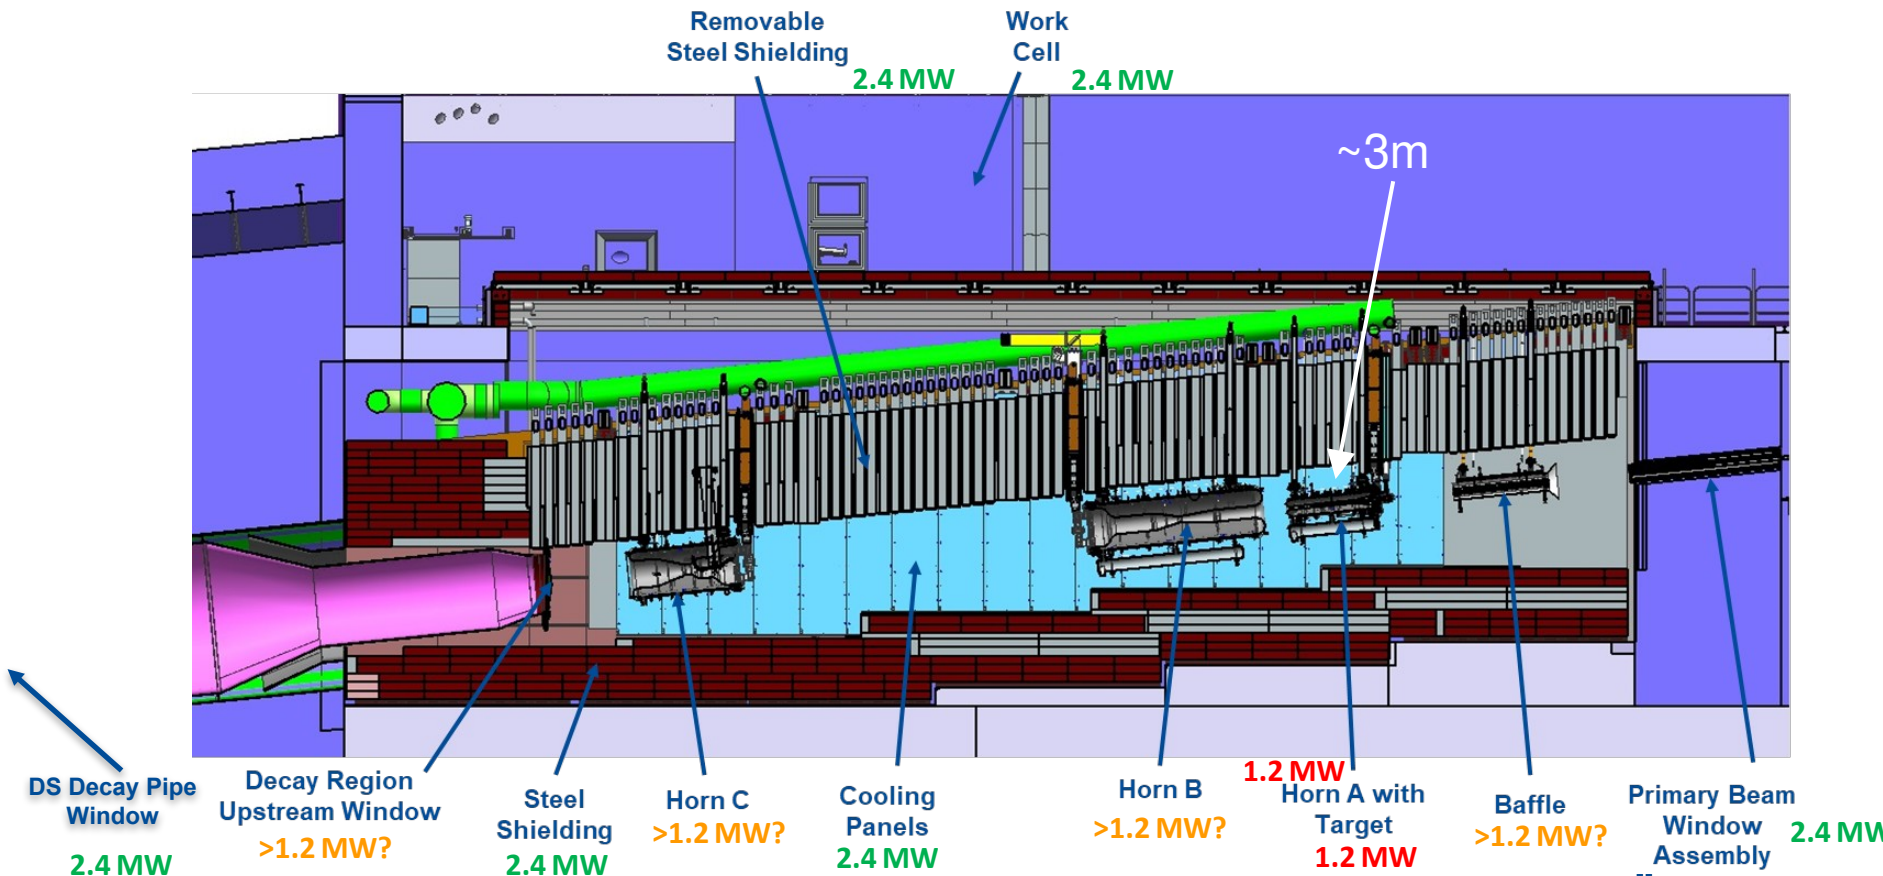 Removable
Steel Shielding
2.4 MW
Work
Cell
2.4 MW
~3m
DS Decay Pipe
Window
2.4 MW
Decay Region
Upstream Window
>1.2 MW?
Steel
Shielding
2.4 MW
Horn C
>1.2 MW?
Cooling
Panels
2.4 MW
Horn B
>1.2 MW?
1.2 MW
Horn A with
Target
1.2 MW
Baffle
>1.2 MW?
Primary Beam
Window
Assembly
2.4 MW